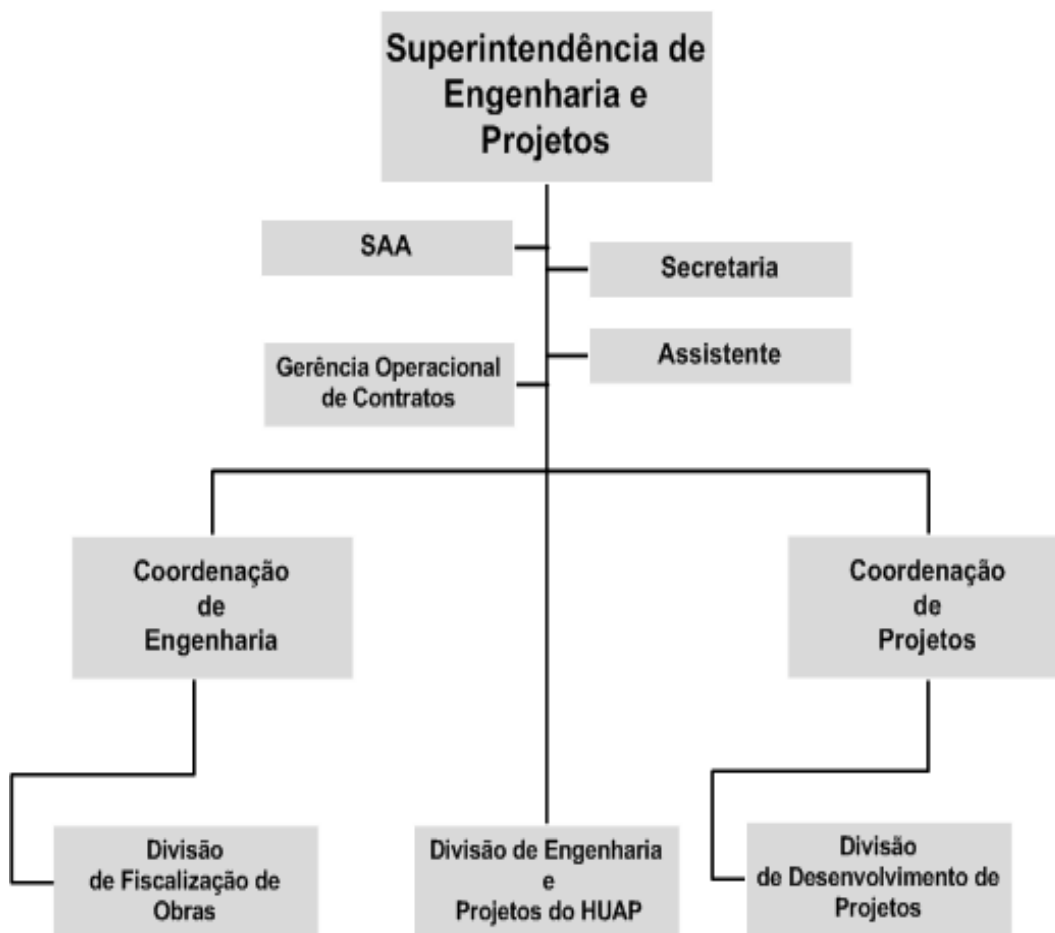 Superintendência de
Engenharia e
Projetos
SAA
Secretaria
Assistente
Gerência Operacional
de Contratos
Coordenação
de
Engenharia
Coordenação
de
Projetos
Divisão
de Fiscalização de
Obras
Divisão de Engenharia
e
Projetos do HUAP
Divisão
de Desenvolvimento de
Projetos